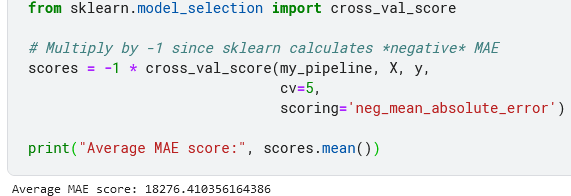 from sklearn.model_selection import cross_val_score
# Multiply by -1 since sklearn calculates *negative* MAE
scores = -1 * cross_val_score(my_pipeline, X, y,
                              cv=5,
                              scoring='neg_mean_absolute_error')
print("Average MAE score:", scores.mean())
Average MAE score: 18276.410356164386